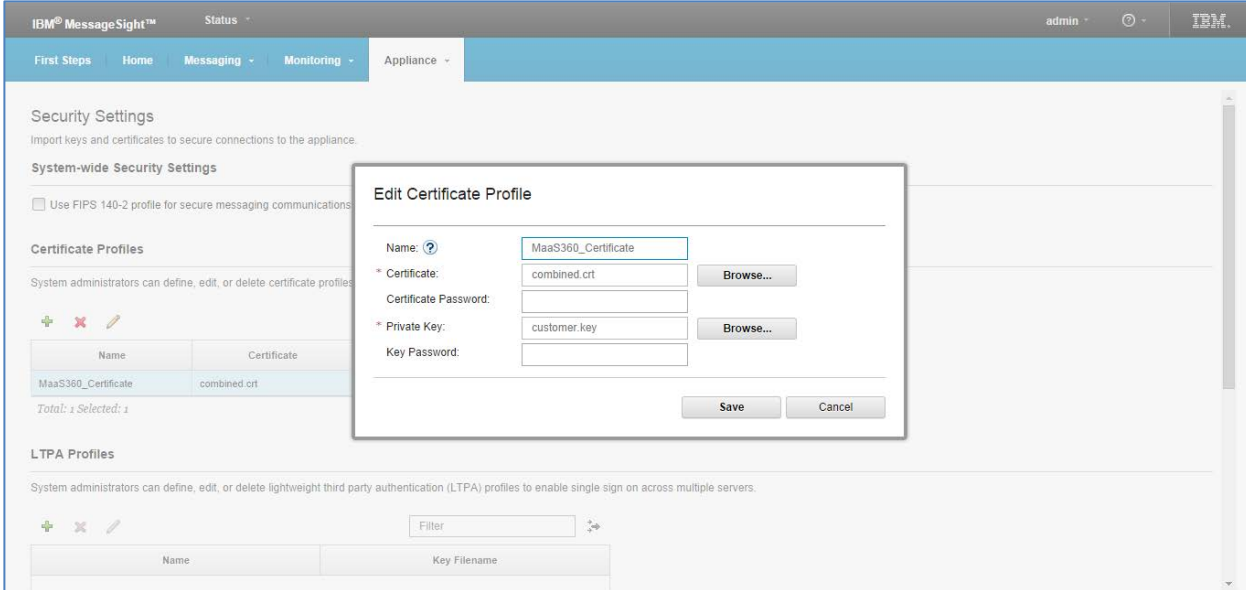 IBM® MessageSight™ Status admin IBM.
First Steps Home Messaging Monitoring Appliance
Security Settings
Import keys and certificates to secure connections to the appliance.
System-wide Security Settings
Use FIPS 140-2 profile for secure messaging communications
Certificate Profiles
System administrators can define, edit, or delete certificate profiles
Name Certificate
MaaS360_Certificate combined.crt
Total: 1 Selected: 1
Edit Certificate Profile
Name: ? MaaS360_Certificate
* Certificate: combined.crt Browse...
Certificate Password:
* Private Key: customer.key Browse...
Key Password:
Save Cancel
LTPA Profiles
System administrators can define, edit, or delete lightweight third party authentication (LTPA) profiles to enable single sign on across multiple servers.
Filter
Name Key Filename